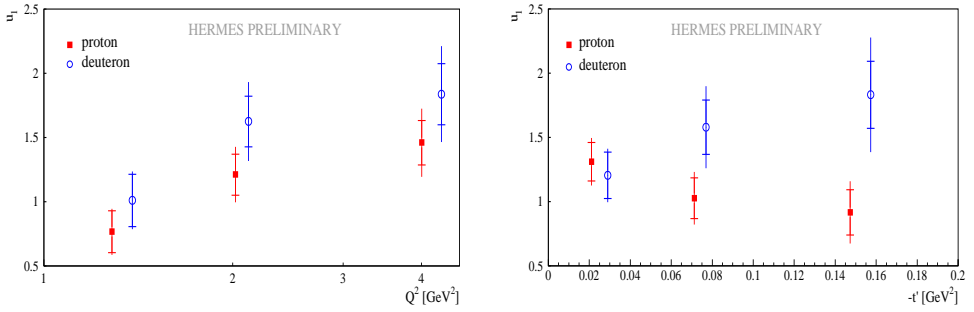 u₁
2.5
2
1.5
1
0.5
HERMES PRELIMINARY
proton
deuteron
1
2
3
4
Q² [GeV²]
u₁
2.5
2
1.5
1
0.5
HERMES PRELIMINARY
proton
deuteron
0
0.02
0.04
0.06
0.08
0.1
0.12
0.14
0.16
0.18
0.2
-t' [GeV²]